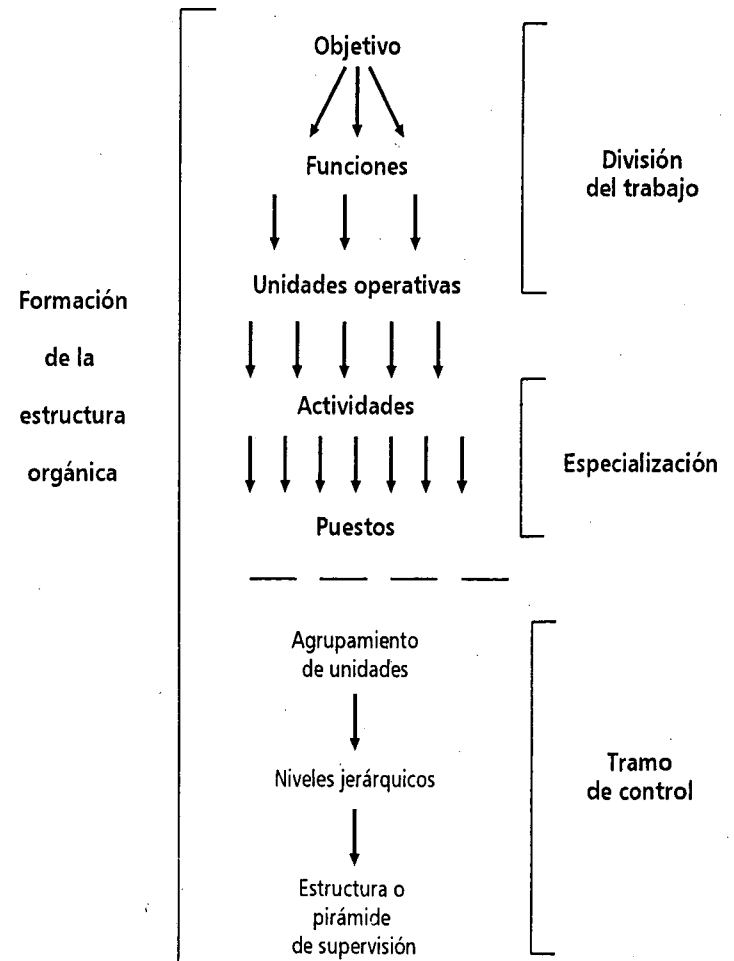 Objetivo
Funciones
División
del trabajo
Unidades operativas
Formación
de la
estructura
orgánica
Actividades
Especialización
Puestos
Agrupamiento
de unidades
Niveles jerárquicos
Tramo
de control
Estructura o
pirámide
de supervisión